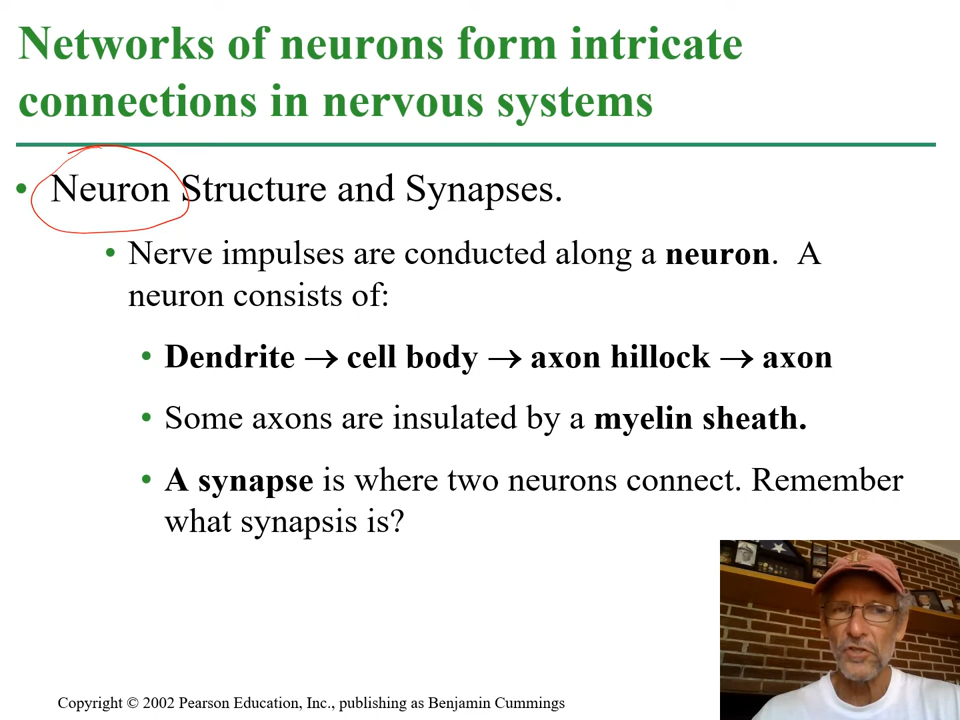 Networks of neurons form intricate
connections in nervous systems
• Neuron Structure and Synapses.
• Nerve impulses are conducted along a neuron. A
neuron consists of:
• Dendrite → cell body → axon hillock → axon
• Some axons are insulated by a myelin sheath.
• A synapse is where two neurons connect. Remember
what synapsis is?
Copyright © 2002 Pearson Education, Inc., publishing as Benjamin Cummings